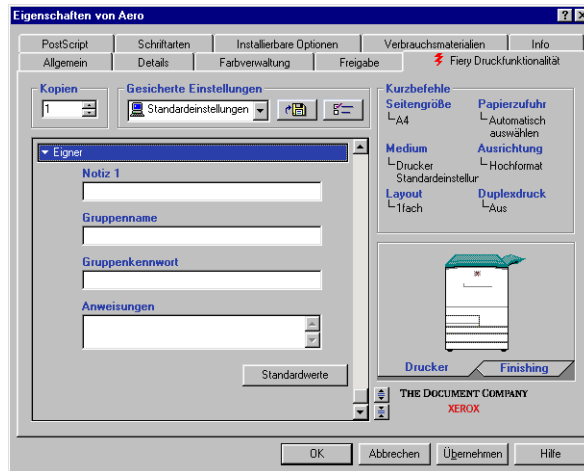 Eigenschaften von Aero
PostScript
Schriftarten
Installierbare Optionen
Verbrauchsmaterialien
Info
Allgemein
Details
Farbverwaltung
Freigabe
Fiery Druckfunktionalität
Kopien
1
Gesicherte Einstellungen
Standardeinstellungen
Eigner
Notiz 1
Gruppenname
Gruppenkennwort
Anweisungen
Standardwerte
Kurzbefehle
Seitengröße
A4
Papierzufuhr
Automatisch
auswählen
Medium
Drucker
Standardeinstellur
Ausrichtung
Hochformat
Layout
1fach
Duplexdruck
Aus
Drucker
Finishing
THE DOCUMENT COMPANY
XEROX
OK
Abbrechen
Übernehmen
Hilfe